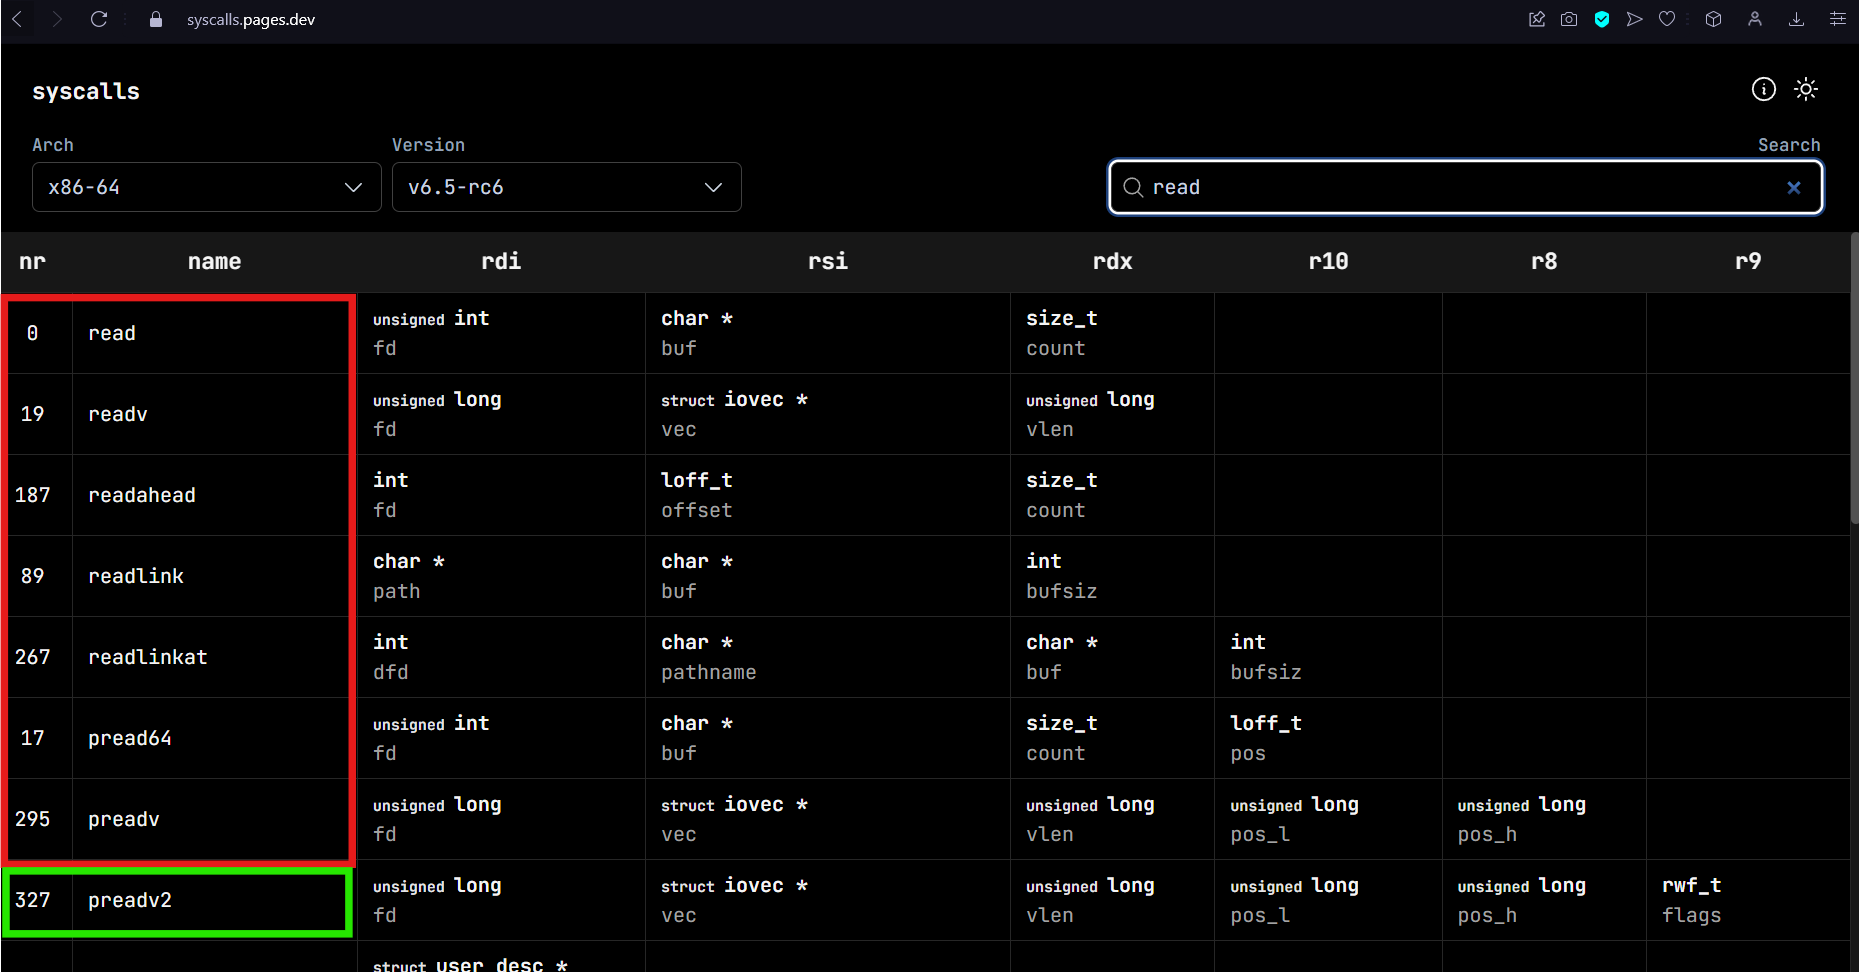 syscalls.pages.dev
syscalls
Arch Version Search
x86-64 v6.5-rc6 read
nr name rdi rsi rdx r10 r8 r9
0 read unsigned int fd char * buf size_t count
19 readv unsigned long fd struct iovec * vec unsigned long vlen
187 readahead int fd loff_t offset size_t count
89 readlink char * path char * buf int bufsiz
267 readlinkat int dfd char * pathname char * buf int bufsiz
17 pread64 unsigned int fd char * buf size_t count loff_t pos
295 preadv unsigned long fd struct iovec * vec unsigned long vlen unsigned long pos_l unsigned long pos_h
327 preadv2 unsigned long fd struct iovec * vec unsigned long vlen unsigned long pos_l unsigned long pos_h rwf_t flags
struct user_desc *